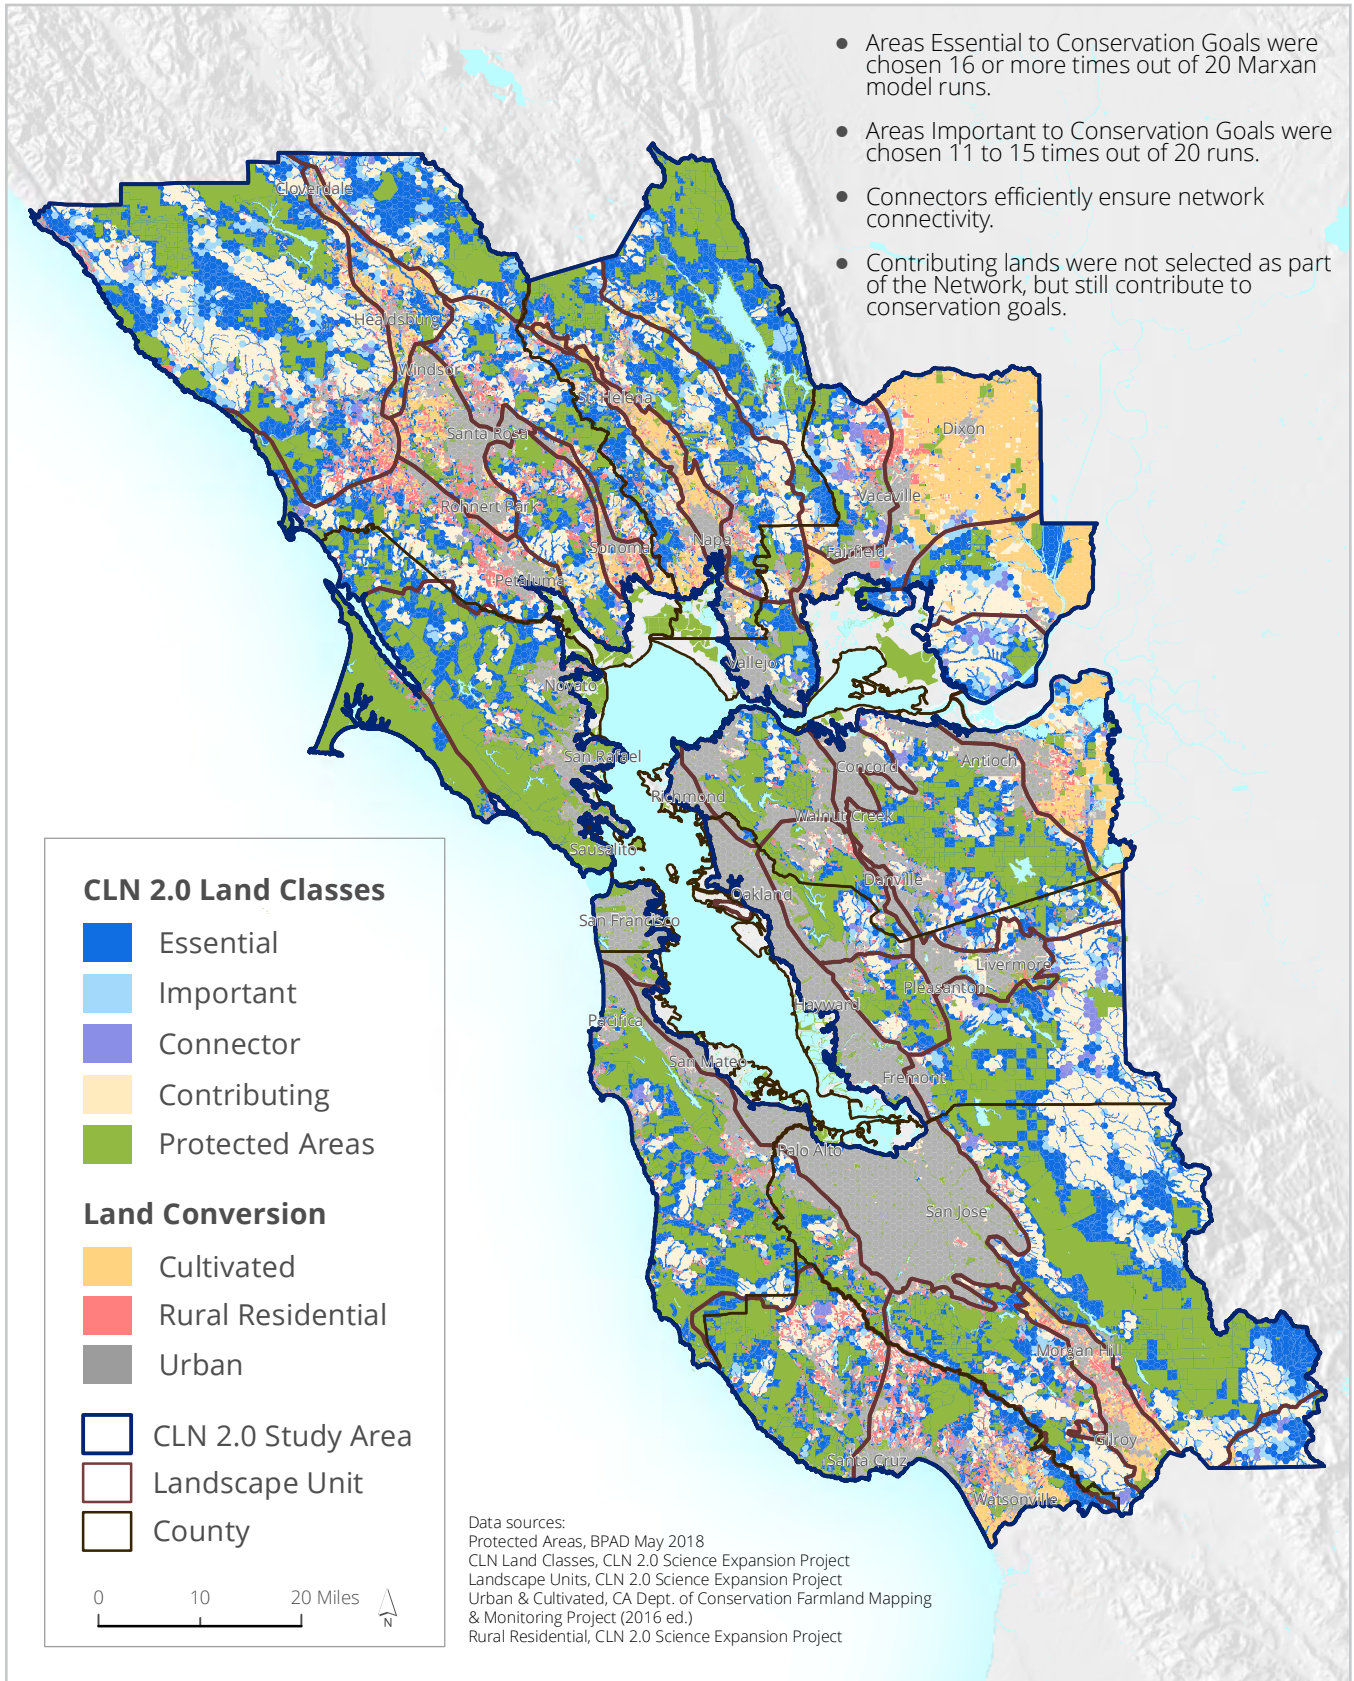 ● Areas Essential to Conservation Goals were
chosen 16 or more times out of 20 Marxan
model runs.
● Areas Important to Conservation Goals were
chosen 11 to 15 times out of 20 runs.
● Connectors efficiently ensure network
connectivity.
● Contributing lands were not selected as part
of the Network, but still contribute to
conservation goals.
Cloverdale
Healdsburg
Windsor
St. Helena
Santa Rosa
Dixon
Vacaville
Rohnert Park
Sonoma
Napa
Fairfield
Petaluma
Vallejo
Novato
San Rafael
Concord
Antioch
Richmond
Walnut Creek
Sausalito
Danville
Oakland
San Francisco
Livermore
Pleasanton
Hayward
Pacifica
San Mateo
Fremont
Palo Alto
San Jose
Morgan Hill
Gilroy
Santa Cruz
Watsonville
CLN 2.0 Land Classes
Essential
Important
Connector
Contributing
Protected Areas
Land Conversion
Cultivated
Rural Residential
Urban
CLN 2.0 Study Area
Landscape Unit
County
0 10 20 Miles
N
Data sources:
Protected Areas, BPAD May 2018
CLN Land Classes, CLN 2.0 Science Expansion Project
Landscape Units, CLN 2.0 Science Expansion Project
Urban & Cultivated, CA Dept. of Conservation Farmland Mapping
& Monitoring Project (2016 ed.)
Rural Residential, CLN 2.0 Science Expansion Project